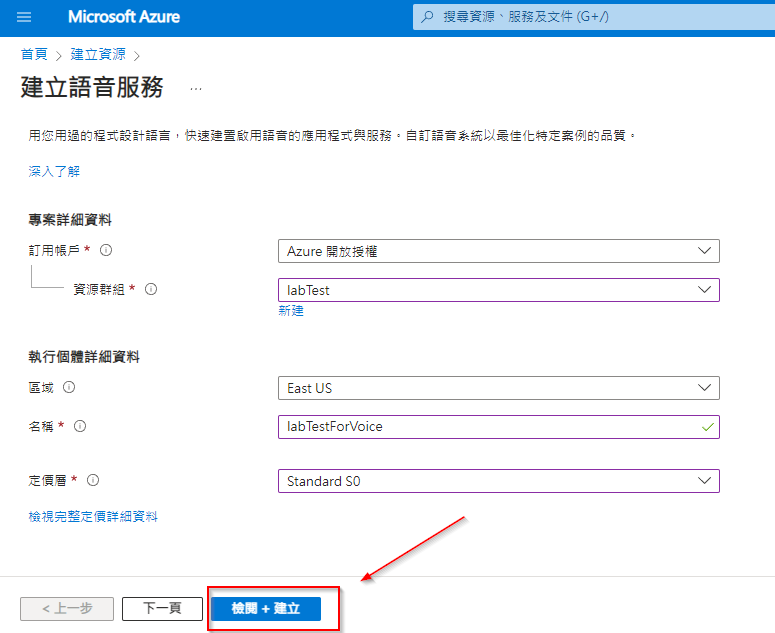 Microsoft Azure
搜尋資源、服務及文件 (G+/)
首頁 > 建立資源 >
建立語音服務 ...
用您用過的程式設計語言，快速建置啟用語音的應用程式與服務。自訂語音系統以最佳化特定案例的品質。
深入了解
專案詳細資料
訂用帳戶 * Azure 開放授權
資源群組 * labTest
新建
執行個體詳細資料
區域 East US
名稱 * labTestForVoice
定價層 * Standard S0
檢視完整定價詳細資料
< 上一步 下一頁 檢閱 + 建立